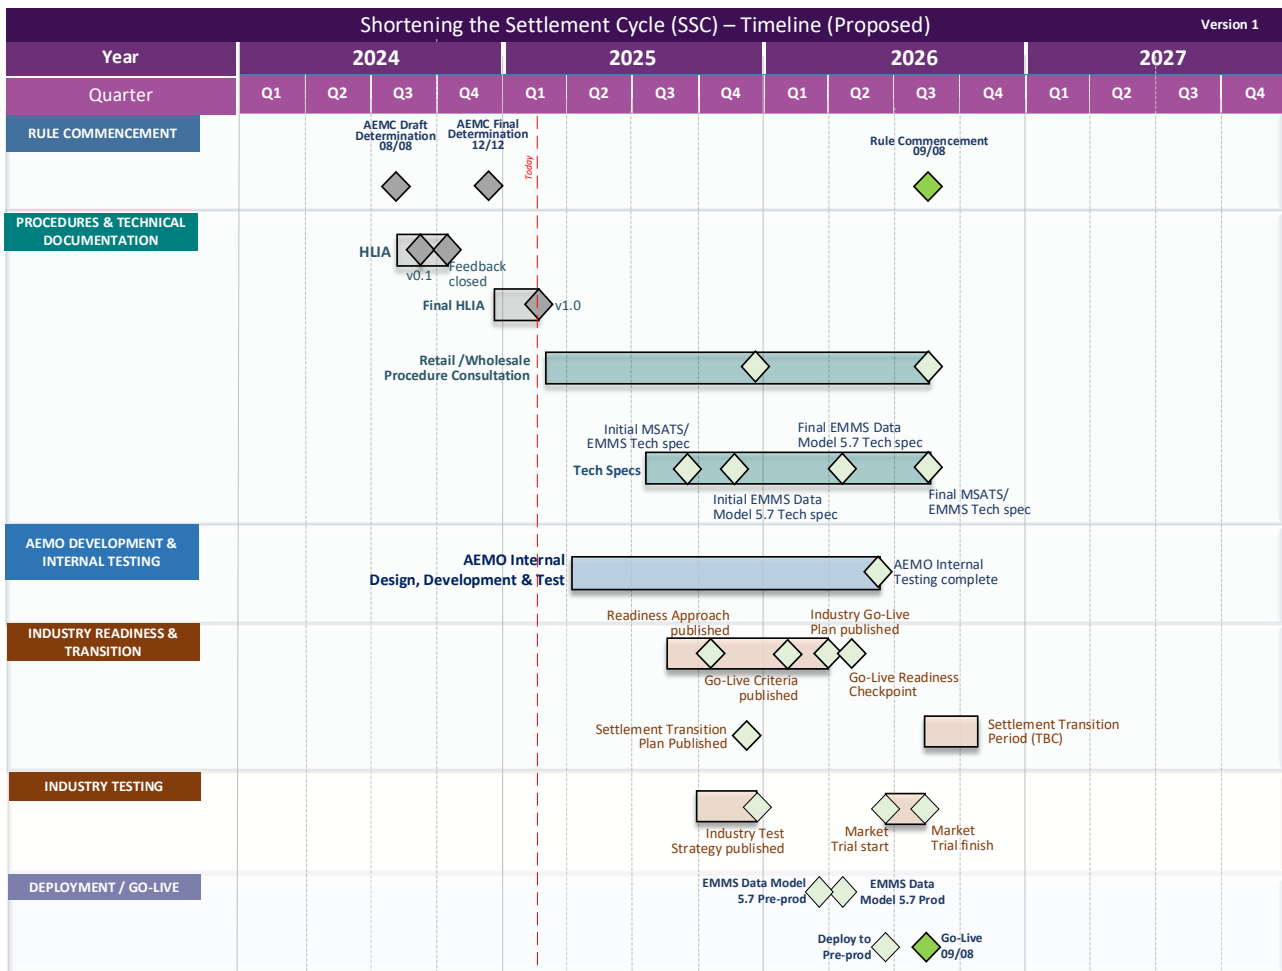 Shortening the Settlement Cycle (SSC) – Timeline (Proposed)
Version 1
Year
2024
2025
2026
2027
Quarter
Q1
Q2
Q3
Q4
Q1
Q2
Q3
Q4
Q1
Q2
Q3
Q4
Q1
Q2
Q3
Q4
RULE COMMENCEMENT
AEMC Draft
Determination
08/08
AEMC Final
Determination
12/12
Today
Rule Commencement
09/08
PROCEDURES & TECHNICAL
DOCUMENTATION
HLIA
v0.1
Feedback
closed
Final HLIA
v1.0
Retail /Wholesale
Procedure Consultation
Initial MSATS/
EMMS Tech spec
Final EMMS Data
Model 5.7 Tech spec
Tech Specs
Initial EMMS Data
Model 5.7 Tech spec
Final MSATS/
EMMS Tech spec
AEMO DEVELOPMENT &
INTERNAL TESTING
AEMO Internal
Design, Development & Test
AEMO Internal
Testing complete
INDUSTRY READINESS &
TRANSITION
Readiness Approach
published
Industry Go-Live
Plan published
Go-Live Criteria
published
Go-Live Readiness
Checkpoint
Settlement Transition
Plan Published
Settlement Transition
Period (TBC)
INDUSTRY TESTING
Industry Test
Strategy published
Market
Trial start
Market
Trial finish
DEPLOYMENT / GO-LIVE
EMMS Data Model
5.7 Pre-prod
EMMS Data
Model 5.7 Prod
Deploy to
Pre-prod
Go-Live
09/08